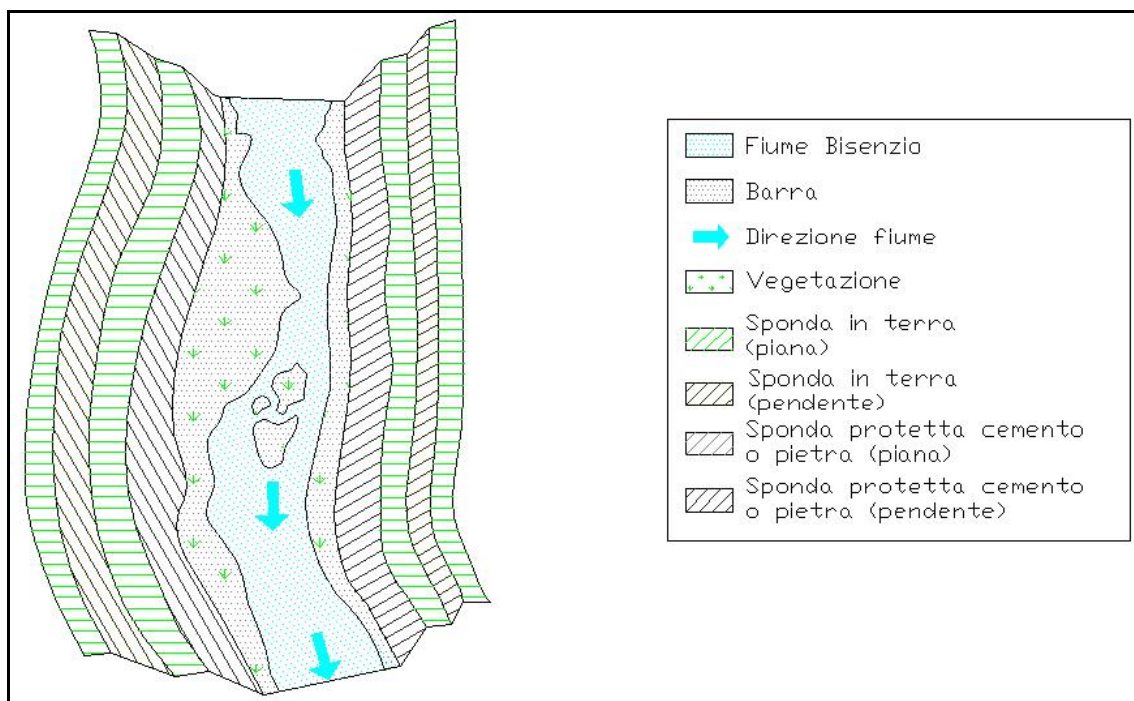 Fiume Bisenzio
Barra
Direzione fiume
Vegetazione
Sponda in terra
(piana)
Sponda in terra
(pendente)
Sponda protetta cemento
o pietra (piana)
Sponda protetta cemento
o pietra (pendente)